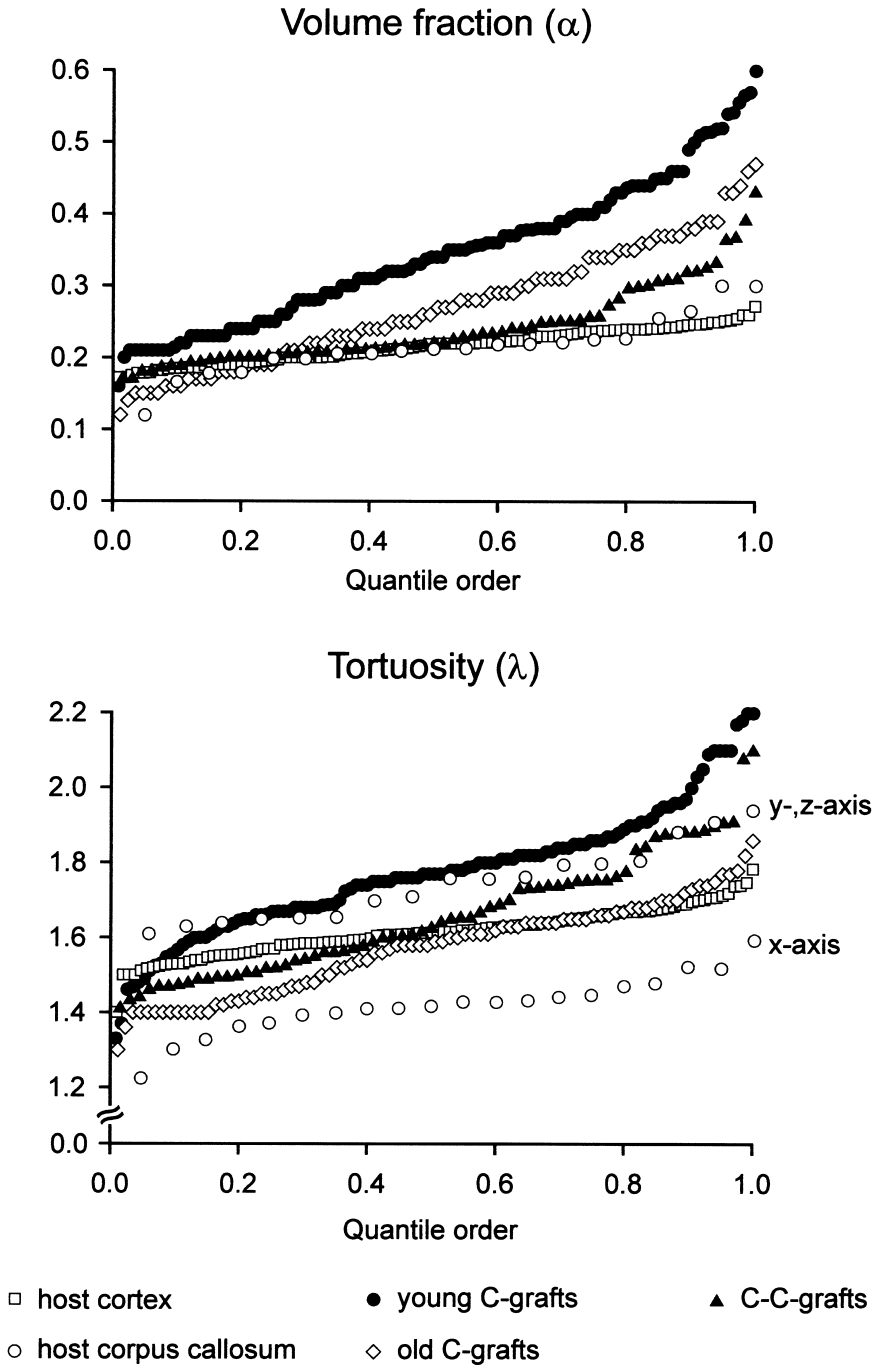 Volume fraction (α)
0.6
0.5
0.4
0.3
0.2
0.1
0.0
0.0 0.2 0.4 0.6 0.8 1.0
Quantile order
Tortuosity (λ)
2.2
2.0
y-,z-axis
1.8
1.6
x-axis
1.4
1.2
0.0
0.0 0.2 0.4 0.6 0.8 1.0
Quantile order
host cortex young C-grafts C-C-grafts
host corpus callosum old C-grafts